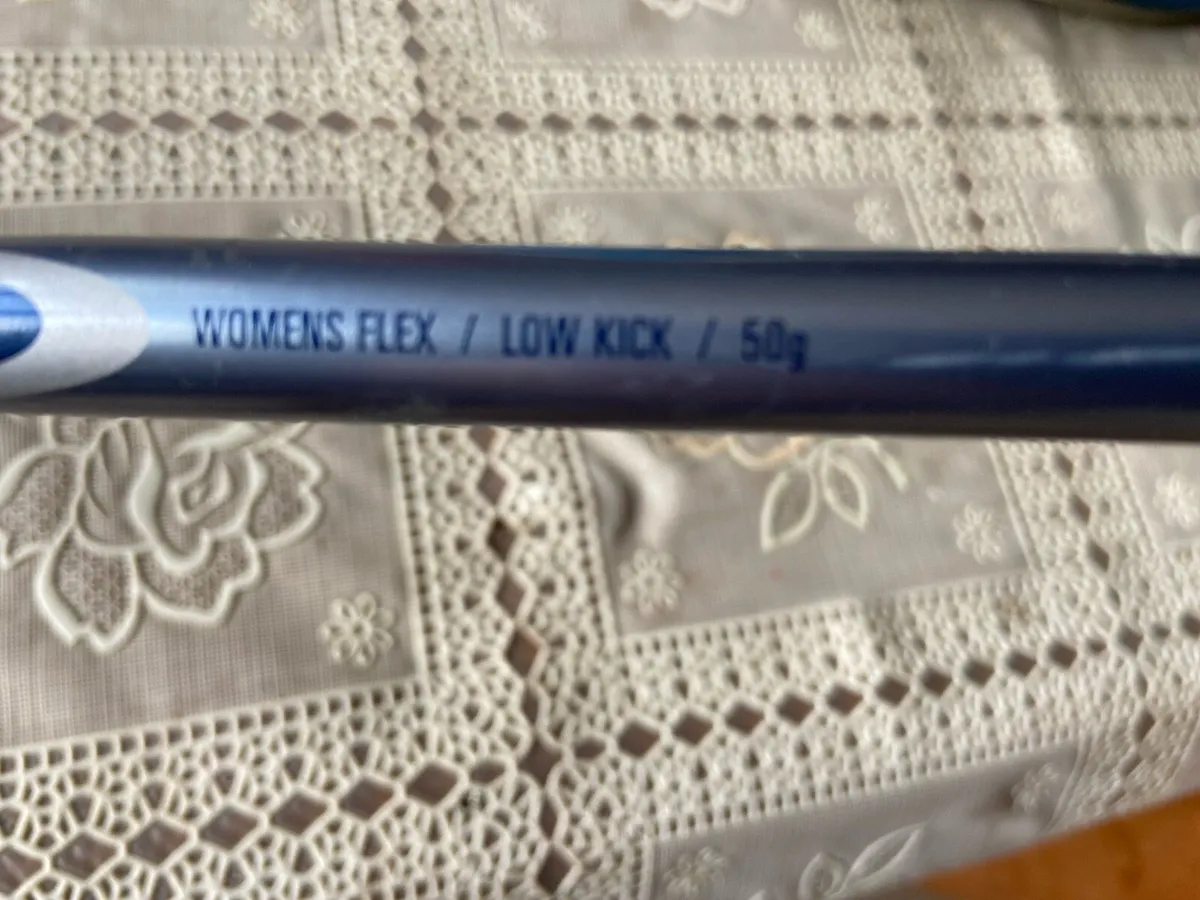 WOMENS FLEX / LOW KICK / 50g